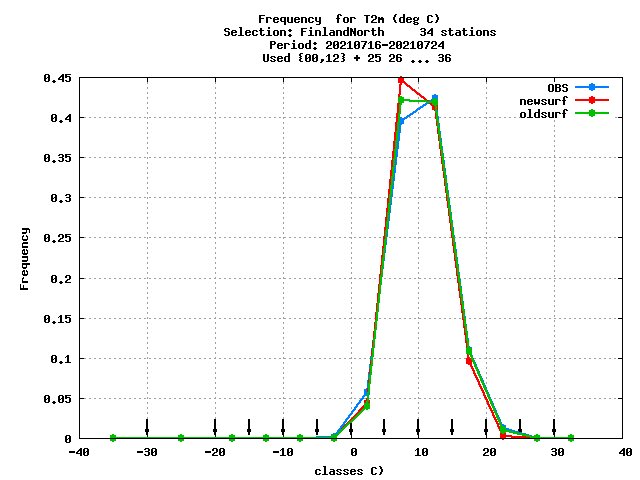 Frequency  for T2m (deg C)
Selection: FinlandNorth     34 stations
Period: 20210716-20210724
Used {00,12} + 25 26 ... 36
OBS
newsurf
oldsurf
Frequency
0.45
0.4
0.35
0.3
0.25
0.2
0.15
0.1
0.05
0
-40 -30 -20 -10 0 10 20 30 40
classes C)